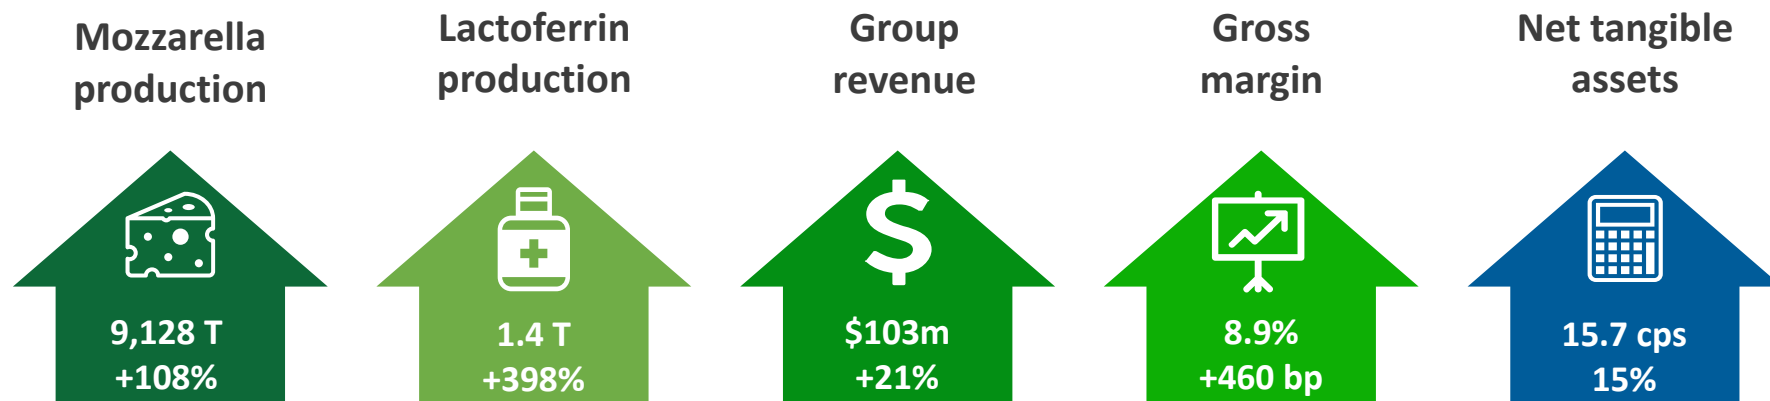 Mozzarella
production
9,128 T
+108%
Lactoferrin
production
1.4 T
+398%
Group
revenue
$103m
+21%
Gross
margin
8.9%
+460 bp
Net tangible
assets
15.7 cps
15%